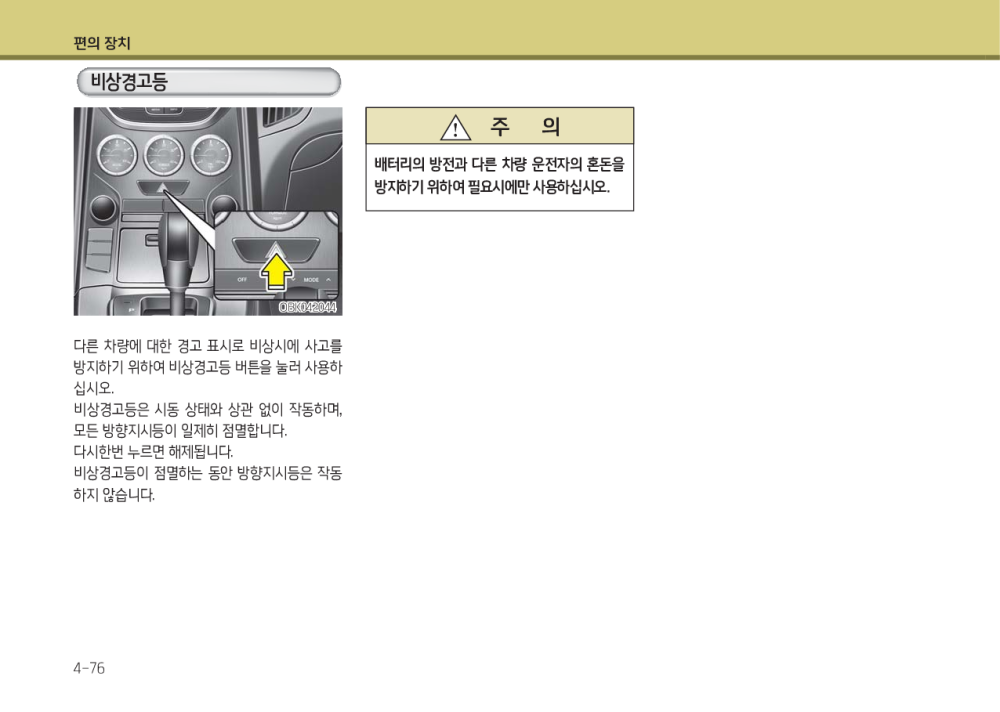 편의 장치
비상경고등
OFF
MODE
OBK042044
다른 차량에 대한 경고 표시로 비상시에 사고를
방지하기 위하여 비상경고등 버튼을 눌러 사용하
십시오.
비상경고등은 시동 상태와 상관 없이 작동하며,
모든 방향지시등이 일제히 점멸합니다.
다시한번 누르면 해제됩니다.
비상경고등이 점멸하는 동안 방향지시등은 작동
하지 않습니다.
주 의
배터리의 방전과 다른 차량 운전자의 혼돈을
방지하기 위하여 필요시에만 사용하십시오.
4-76